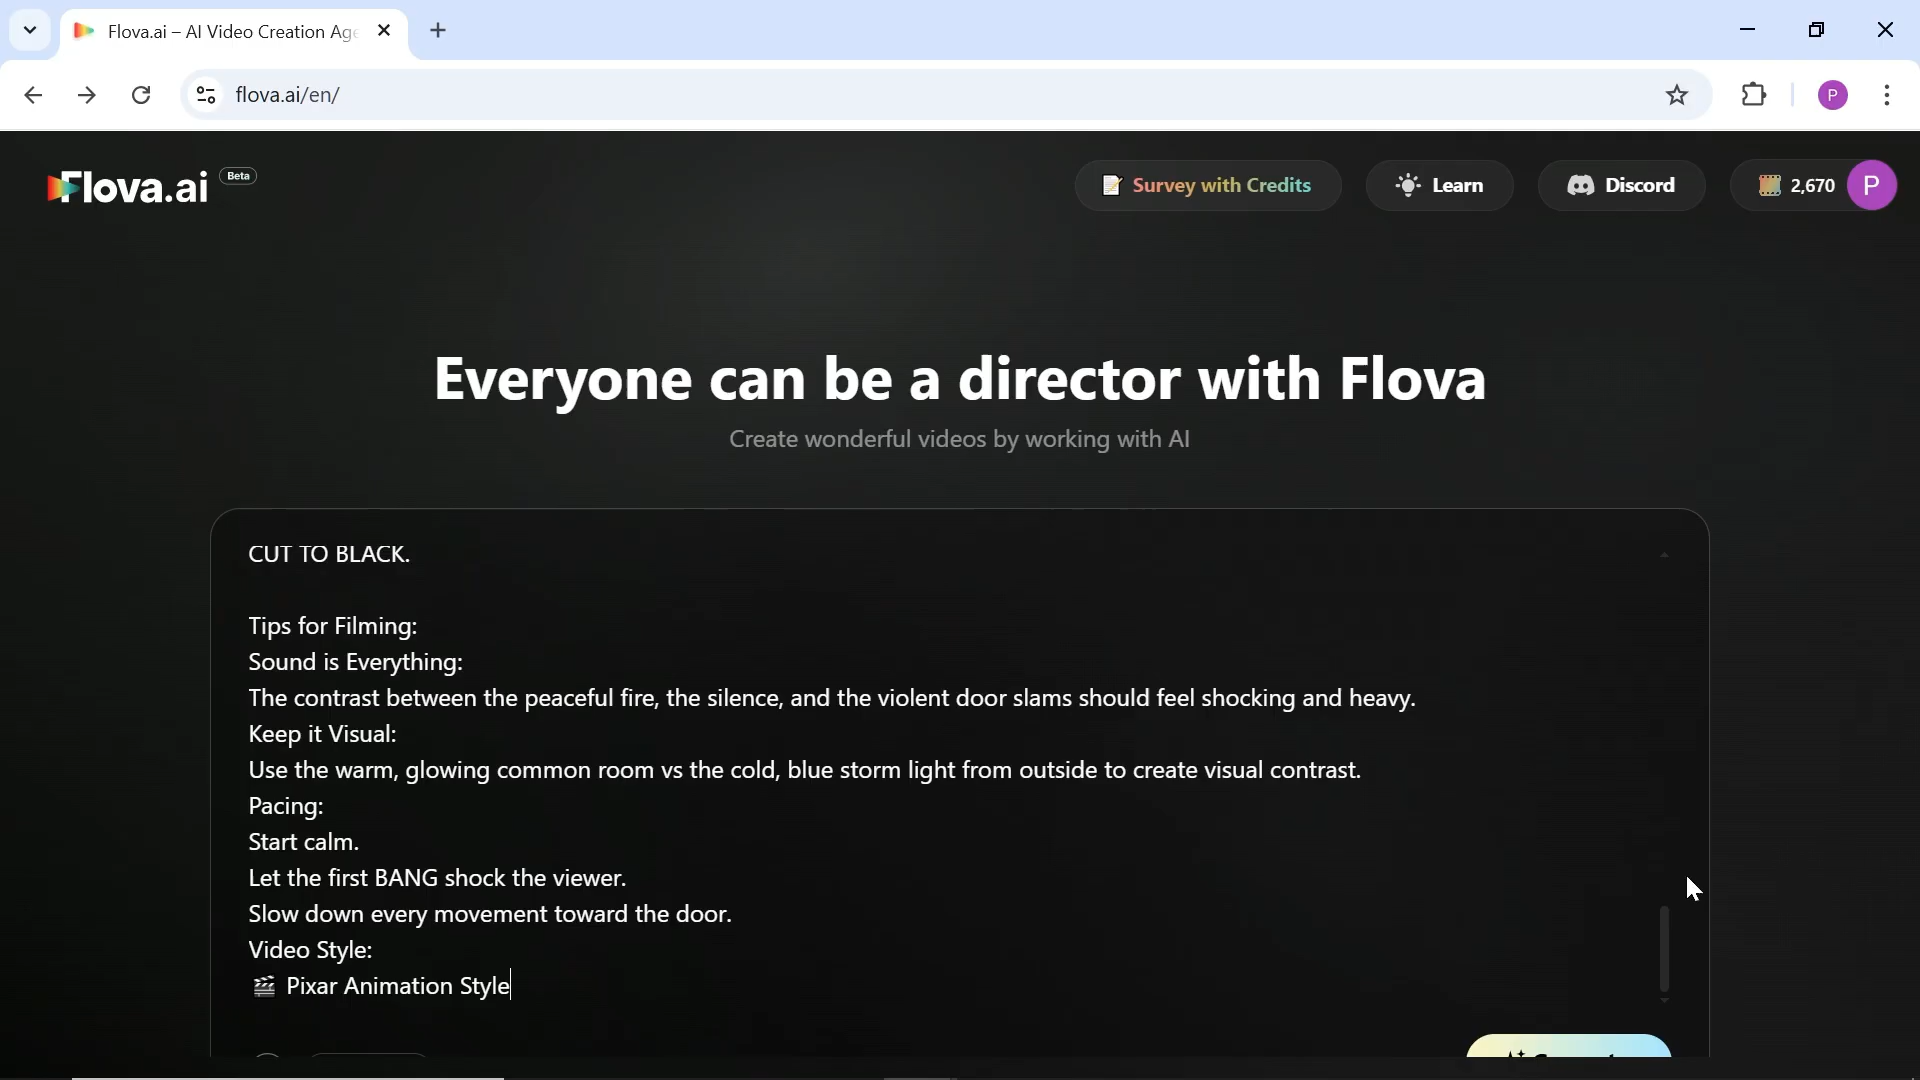 Flova.ai – AI Video Creation Age
flova.ai/en/
P
Flova.ai Beta
Survey with Credits
Learn
Discord
2,670
P
Everyone can be a director with Flova
Create wonderful videos by working with AI
CUT TO BLACK.
Tips for Filming:
Sound is Everything:
The contrast between the peaceful fire, the silence, and the violent door slams should feel shocking and heavy.
Keep it Visual:
Use the warm, glowing common room vs the cold, blue storm light from outside to create visual contrast.
Pacing:
Start calm.
Let the first BANG shock the viewer.
Slow down every movement toward the door.
Video Style:
🎬 Pixar Animation Style